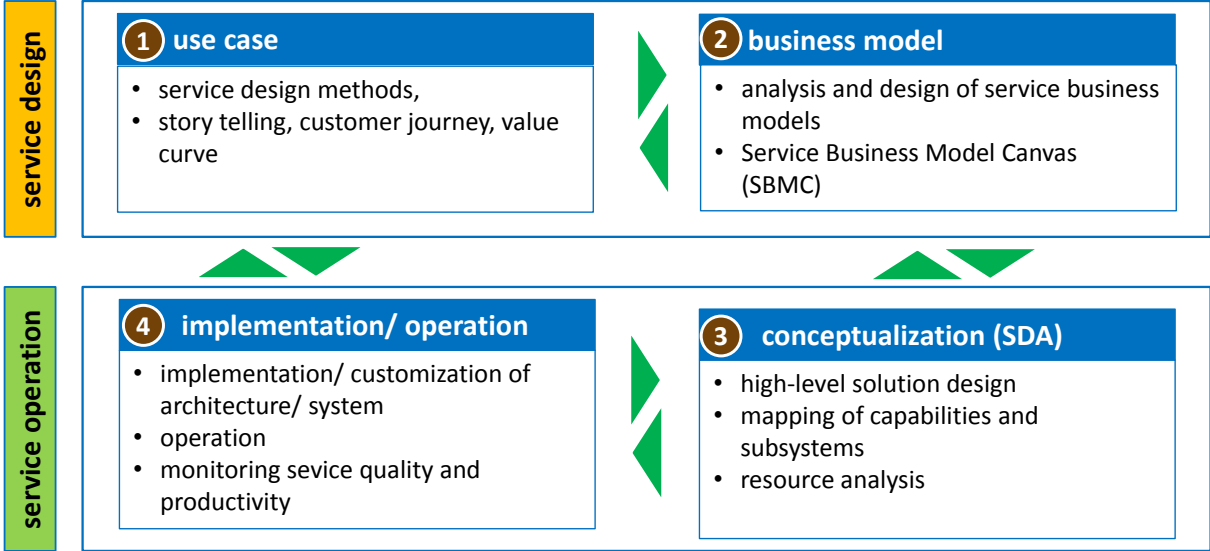 service design
1 use case
• service design methods,
• story telling, customer journey, value
curve
2 business model
• analysis and design of service business
models
• Service Business Model Canvas
(SBMC)
service operation
4 implementation/ operation
• implementation/ customization of
architecture/ system
• operation
• monitoring sevice quality and
productivity
3 conceptualization (SDA)
• high-level solution design
• mapping of capabilities and
subsystems
• resource analysis